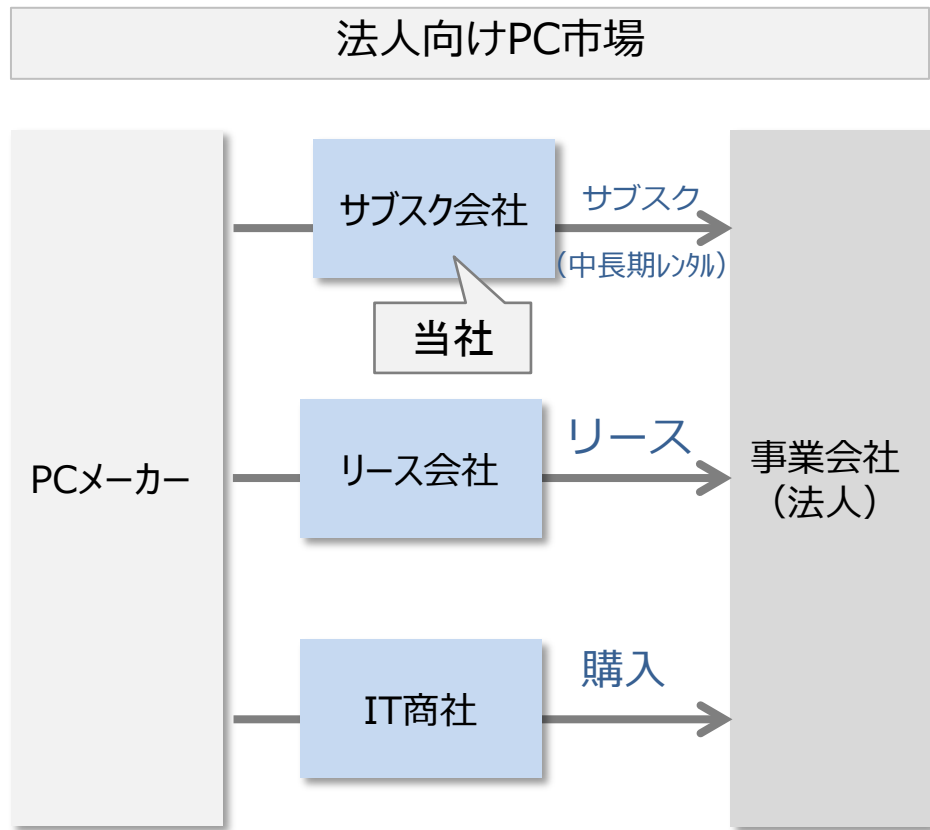 法人向けPC市場
サブスク会社
サブスク
(中長期レンタル)
当社
PCメーカー
リース会社
リース
事業会社
（法人）
IT商社
購入